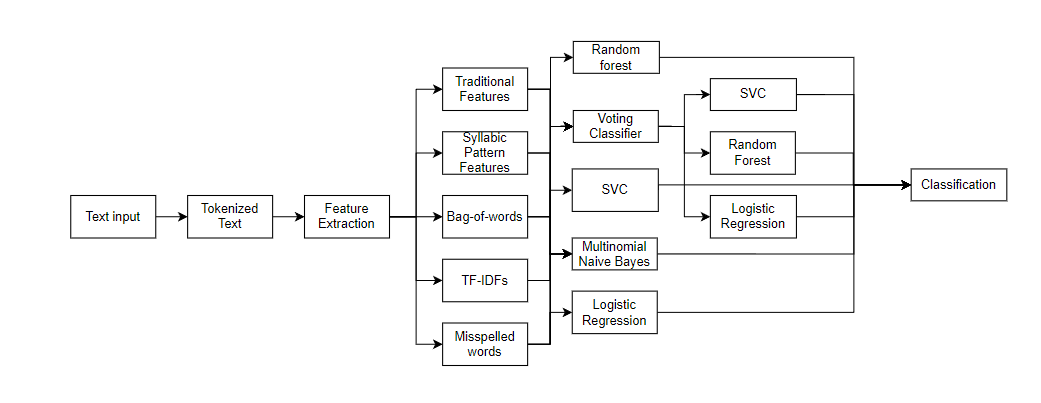 Text input
Tokenized
Text
Feature
Extraction
Traditional
Features
Syllabic
Pattern
Features
Bag-of-words
TF-IDFs
Misspelled
words
Random
forest
Voting
Classifier
SVC
Multinomial
Naive Bayes
Logistic
Regression
SVC
Random
Forest
Logistic
Regression
Classification